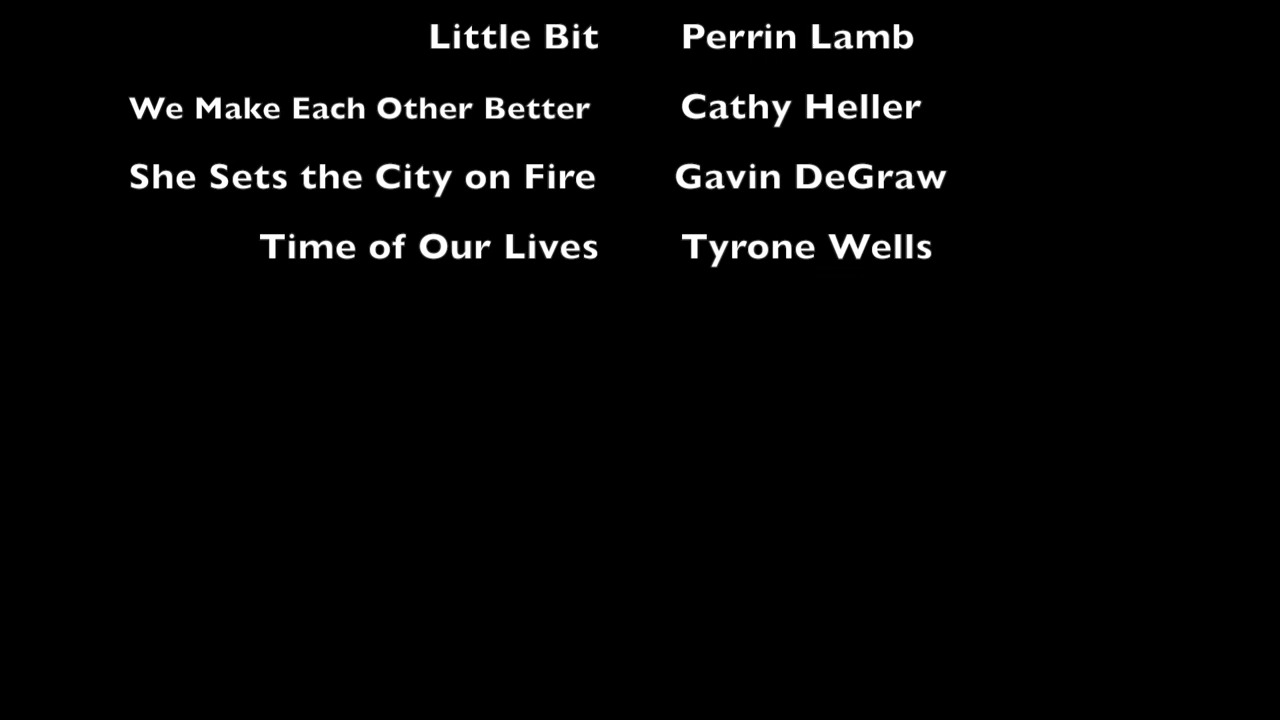 Little Bit Perrin Lamb
We Make Each Other Better Cathy Heller
She Sets the City on Fire Gavin DeGraw
Time of Our Lives Tyrone Wells